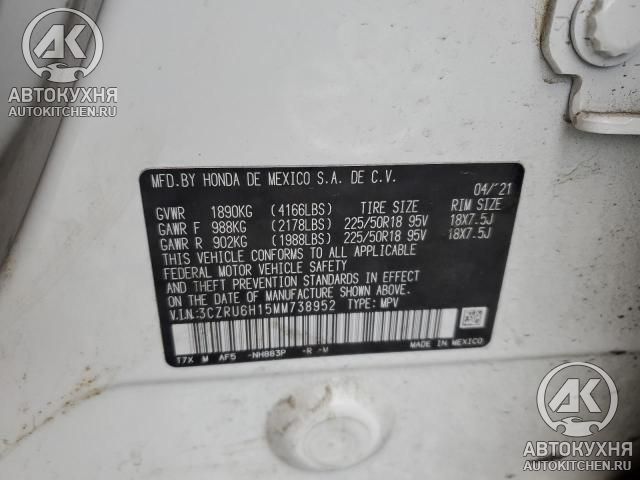 AK
АВТОКУХНЯ
AUTOKITCHEN.RU
MFD.BY HONDA DE MEXICO S.A. DE C.V.
04/'21
GVWR 1890KG (4166LBS) TIRE SIZE RIM SIZE
GAWR F 988KG (2178LBS) 225/50R18 95V 18X7.5J
GAWR R 902KG (1988LBS) 225/50R18 95V 18X7.5J
THIS VEHICLE CONFORMS TO ALL APPLICABLE
FEDERAL MOTOR VEHICLE SAFETY
AND THEFT PREVENTION STANDARDS IN EFFECT
ON THE DATE OF MANUFACTURE SHOWN ABOVE.
V.I.N:3CZRU6H15MM738952 TYPE: MPV
T7X M AF5 -NH883P -R -V MADE IN MEXICO
AK
АВТОКУХНЯ
AUTOKITCHEN.RU